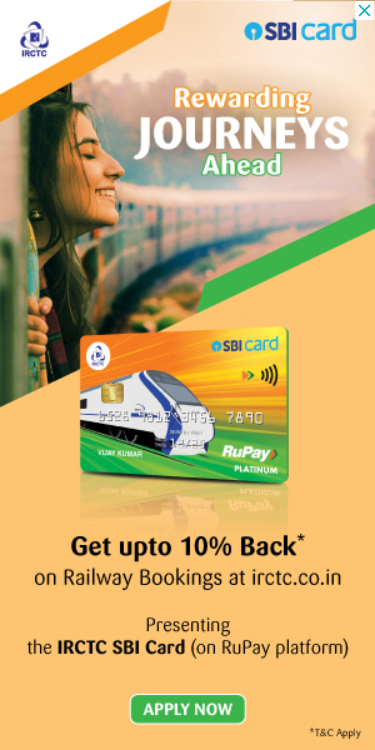 IRCTC
SBI card
Rewarding
JOURNEYS
Ahead
IRCTC
SBI card
VIJAY KUMAR
RuPay
PLATINUM
Get upto 10% Back*
on Railway Bookings at irctc.co.in
Presenting
the IRCTC SBI Card (on RuPay platform)
APPLY NOW
*T&C Apply